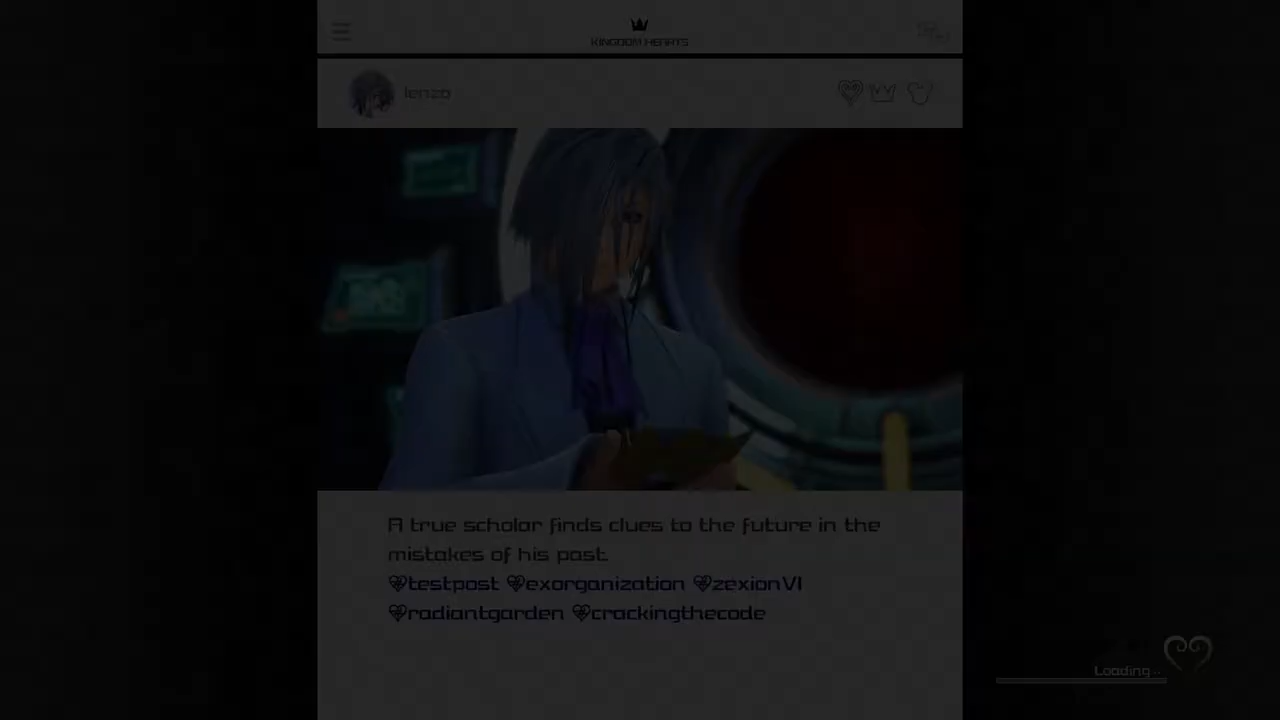 KINGDOM HEARTS
Ienzo
A true scholar finds clues to the future in the
mistakes of his past.
testpost exorganization zexionVI
radiantgarden crackingthecode
Loading..